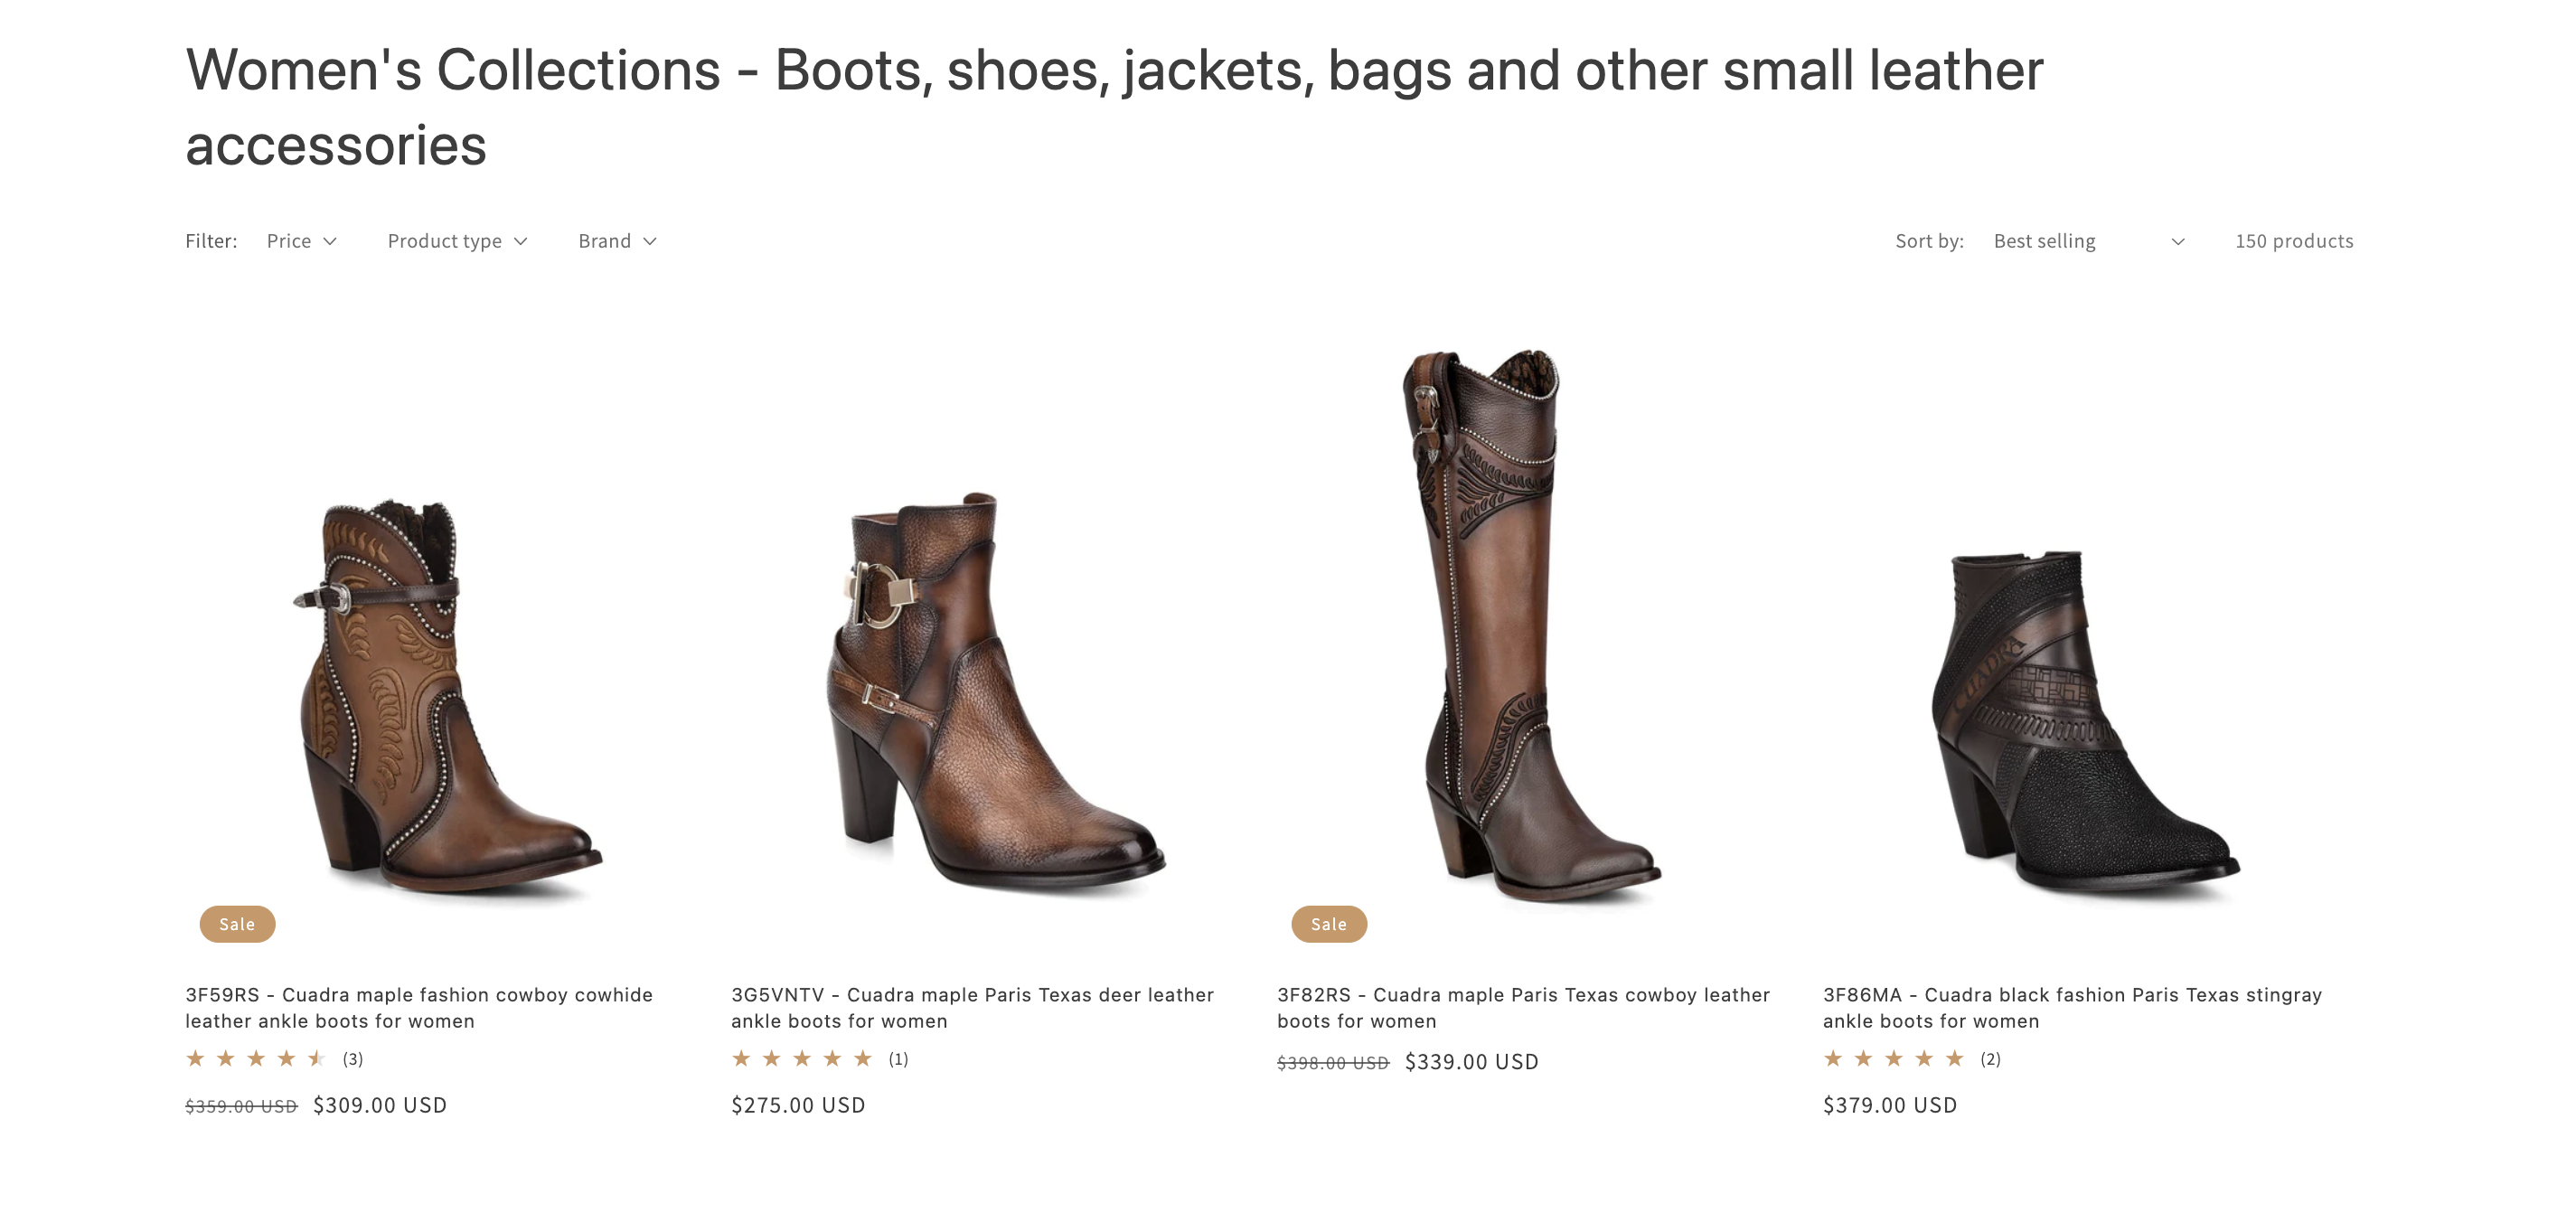 Women's Collections - Boots, shoes, jackets, bags and other small leather
accessories
Filter: Price Product type Brand Sort by: Best selling 150 products
CUADRA
Sale
Sale
3F59RS - Cuadra maple fashion cowboy cowhide
leather ankle boots for women
(3)
$359.00 USD $309.00 USD
3G5VNTV - Cuadra maple Paris Texas deer leather
ankle boots for women
(1)
$275.00 USD
3F82RS - Cuadra maple Paris Texas cowboy leather
boots for women
$398.00 USD $339.00 USD
3F86MA - Cuadra black fashion Paris Texas stingray
ankle boots for women
(2)
$379.00 USD